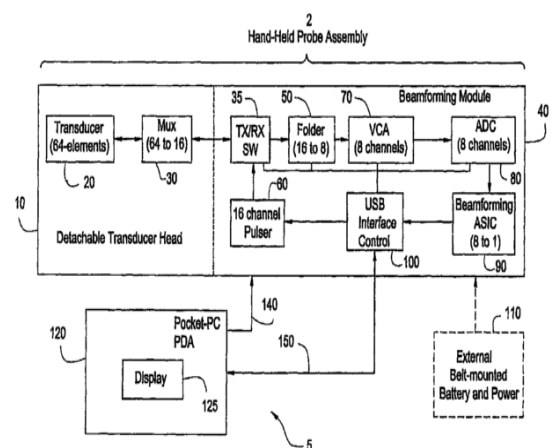 2
Hand-Held Probe Assembly
35
50
70
Beamforming Module
40
Transducer
(64-elements)
Mux
(64 to 16)
TX/RX
SW
Folder
(16 to 8)
VCA
(8 channels)
ADC
(8 channels)
20
30
60
80
10
16 channel
Pulser
USB
Interface
Control
Beamforming
ASIC
(8 to 1)
Detachable Transducer Head
100
90
120
Pocket-PC
PDA
140
110
150
Display
125
External
Belt-mounted
Battery and Power
5